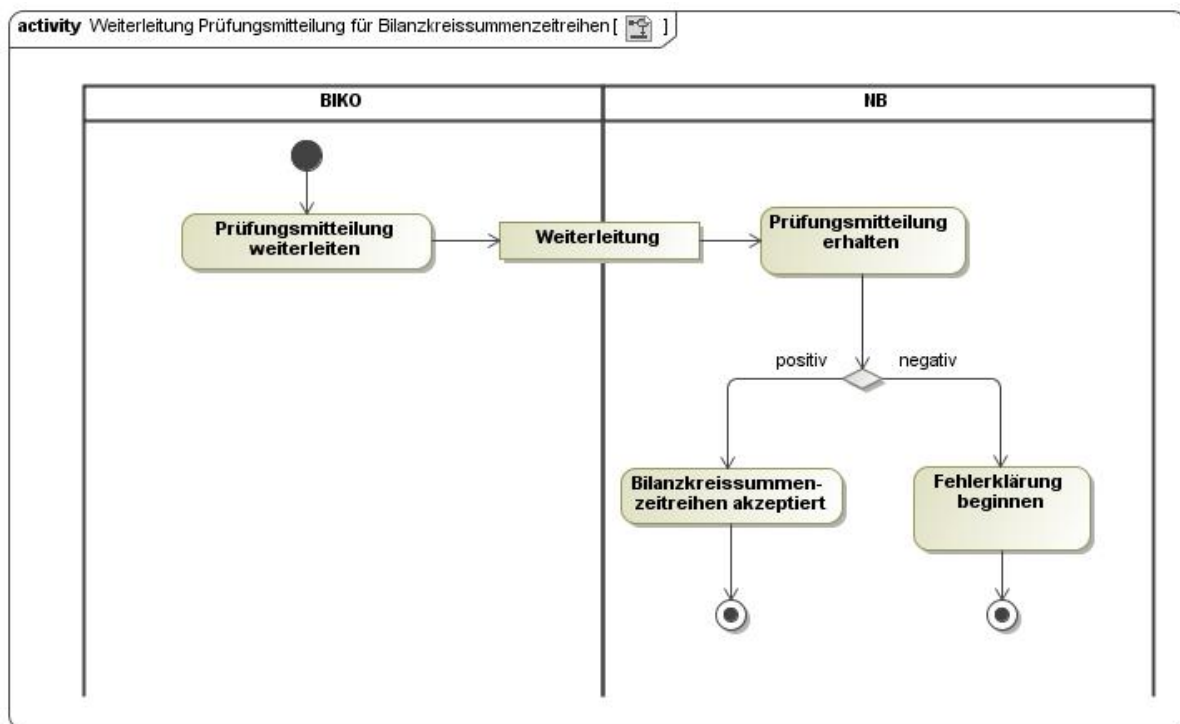 activity Weiterleitung Prüfungsmitteilung für Bilanzkreissummenzeitreihen [ ]
BIKO
NB
Prüfungsmitteilung
weiterleiten
Weiterleitung
Prüfungsmitteilung
erhalten
positiv
negativ
Bilanzkreissummen-
zeitreihen akzeptiert
Fehlerklärung
beginnen